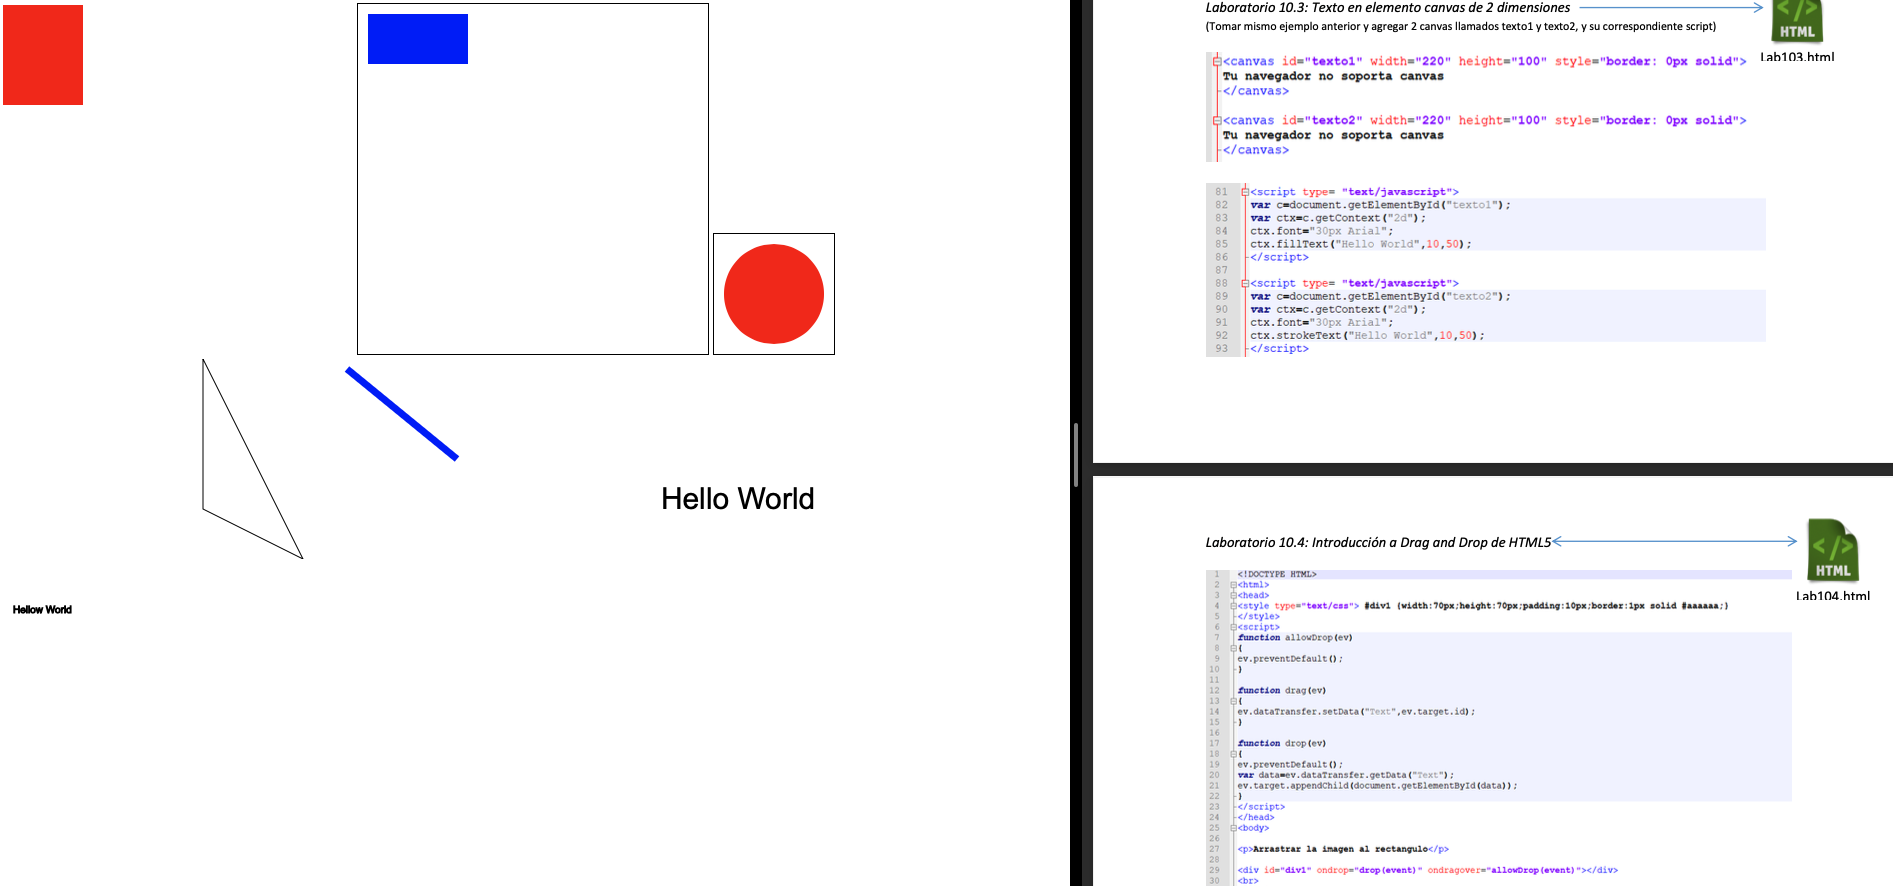 Hello World
Hellow World
Laboratorio 10.3: Texto en elemento canvas de 2 dimensiones
(Tomar mismo ejemplo anterior y agregar 2 canvas llamados texto1 y texto2, y su correspondiente script)
</>
HTML
Lab103.html
<canvas id="texto1" width="220" height="100" style="border: 0px solid">
Tu navegador no soporta canvas
</canvas>
<canvas id="texto2" width="220" height="100" style="border: 0px solid">
Tu navegador no soporta canvas
</canvas>
81 <script type= "text/javascript">
82 var c=document.getElementById("texto1");
83 var ctx=c.getContext("2d");
84 ctx.font="30px Arial";
85 ctx.fillText("Hello World",10,50);
86 </script>
87
88 <script type= "text/javascript">
89 var c=document.getElementById("texto2");
90 var ctx=c.getContext("2d");
91 ctx.font="30px Arial";
92 ctx.strokeText("Hello World",10,50);
93 </script>
Laboratorio 10.4: Introducción a Drag and Drop de HTML5
</>
HTML
Lab104.html
1 <!DOCTYPE HTML>
2 <html>
3 <head>
4 <style type="text/css"> #div1 {width:70px;height:70px;padding:10px;border:1px solid #aaaaaa;}
5 </style>
6 <script>
7 function allowDrop(ev)
8 {
9 ev.preventDefault();
10 }
11
12 function drag(ev)
13 {
14 ev.dataTransfer.setData("Text",ev.target.id);
15 }
16
17 function drop(ev)
18 {
19 ev.preventDefault();
20 var data=ev.dataTransfer.getData("Text");
21 ev.target.appendChild(document.getElementById(data));
22 }
23 </script>
24 </head>
25 <body>
26
27 <p>Arrastrar la imagen al rectangulo</p>
28
29 <div id="div1" ondrop="drop(event)" ondragover="allowDrop(event)"></div>
30 <br>